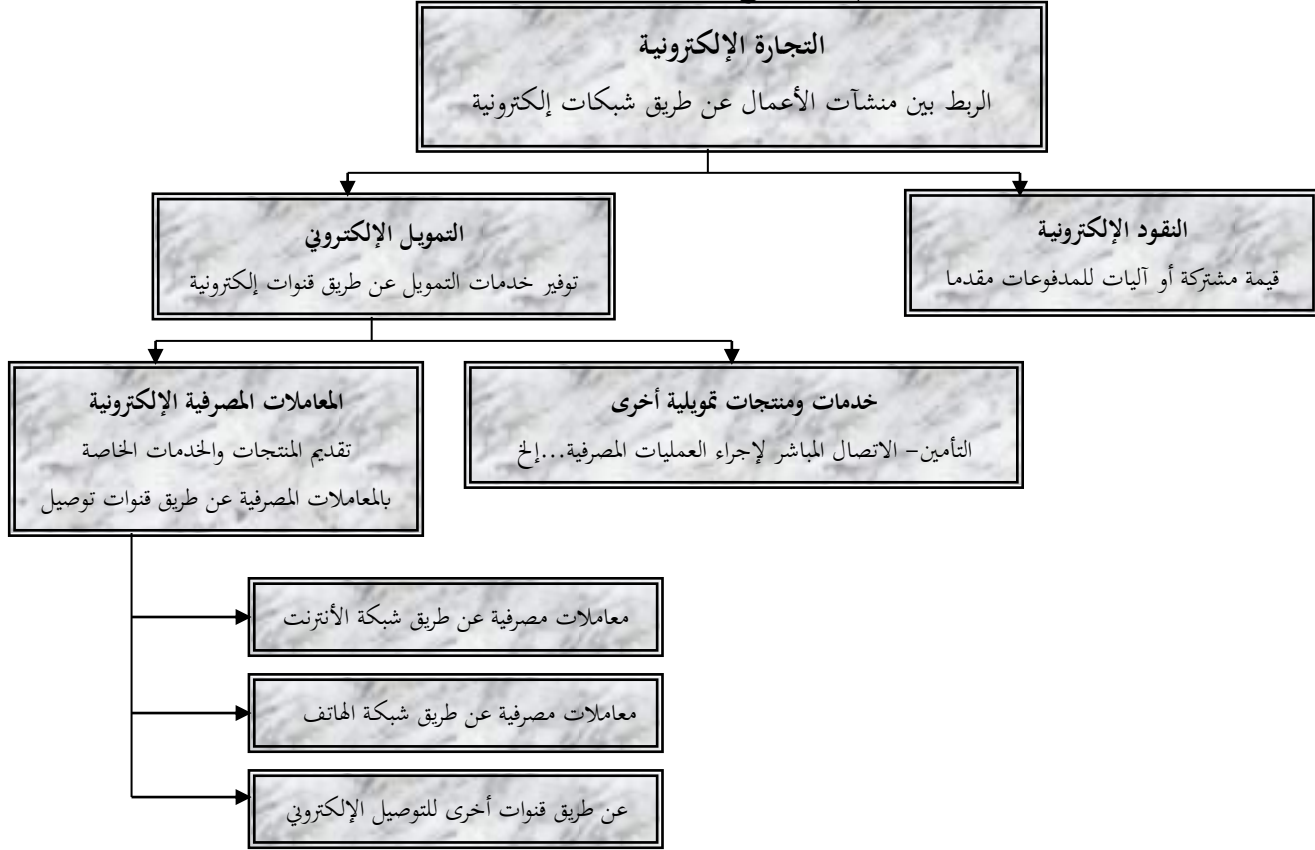 التجارة الإلكترونية
الربط بين منشآت الأعمال عن طريق شبكات إلكترونية
النقود الإلكترونية
قيمة مشتركة أو آليات للمدفوعات مقدما
التمويل الإلكتروني
توفير خدمات التمويل عن طريق قنوات إلكترونية
خدمات ومنتجات تمويلية أخرى
التأمين- الاتصال المباشر لإجراء العمليات المصرفية...إلخ
المعاملات المصرفية الإلكترونية
تقديم المنتجات والخدمات الخاصة
بالمعاملات المصرفية عن طريق قنوات توصيل
معاملات مصرفية عن طريق شبكة الأنترنت
معاملات مصرفية عن طريق شبكة الهاتف
عن طريق قنوات أخرى للتوصيل الإلكتروني